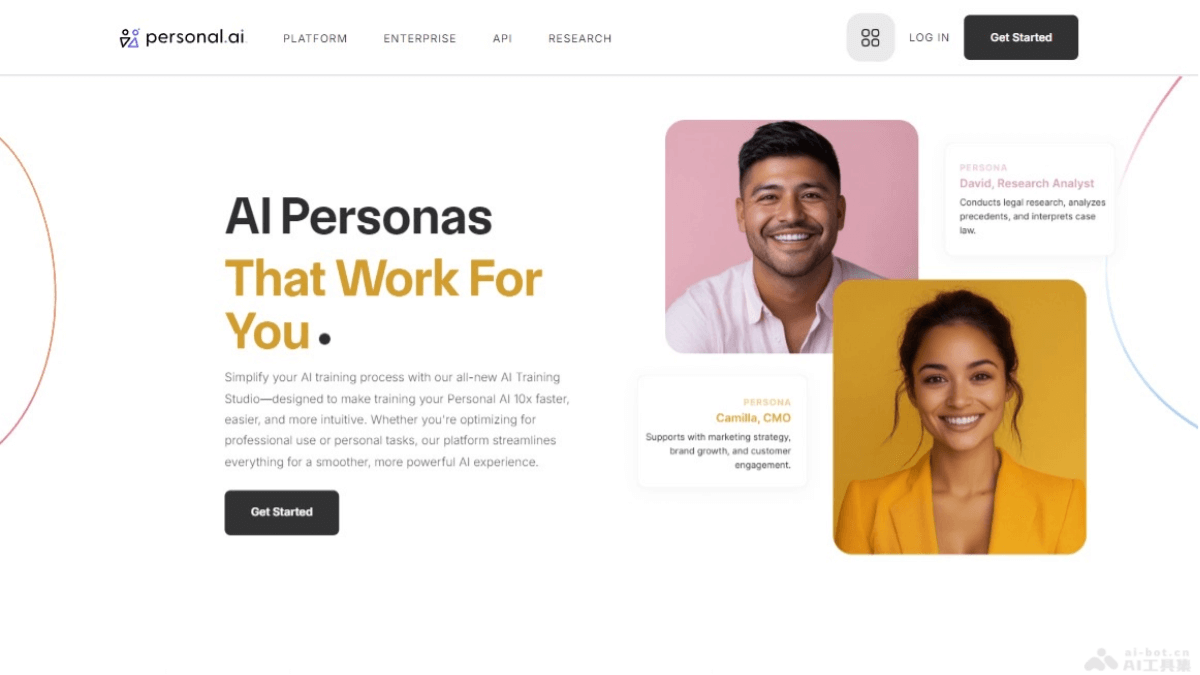 personal.ai
PLATFORM
ENTERPRISE
API
RESEARCH
LOG IN
Get Started
AI Personas
That Work For
You.
Simplify your AI training process with our all-new AI Training
Studio—designed to make training your Personal AI 10x faster,
easier, and more intuitive. Whether you're optimizing for
professional use or personal tasks, our platform streamlines
everything for a smoother, more powerful AI experience.
Get Started
PERSONA
David, Research Analyst
Conducts legal research, analyzes
precedents, and interprets case
law.
PERSONA
Camilla, CMO
Supports with marketing strategy,
brand growth, and customer
engagement.
ai-bot.cn
AI工具集